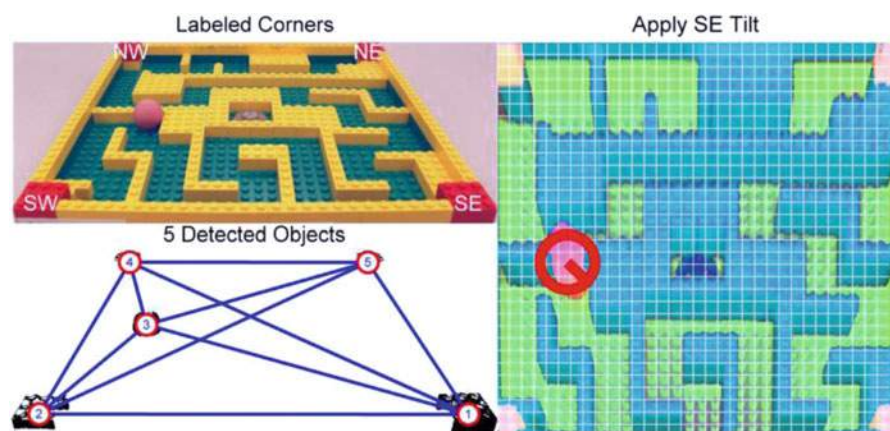 Labeled Corners
NW
NE
SW
SE
5 Detected Objects
4
5
3
2
1
Apply SE Tilt